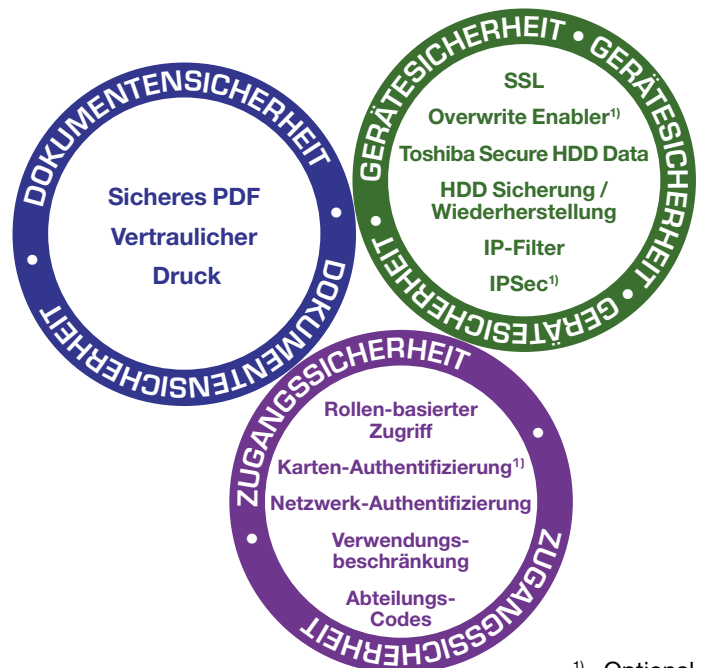 DOKUMENTENSICHERHEIT • DOKUMENTENSICHERHEIT •
Sicheres PDF
Vertraulicher
Druck
GERÄTESICHERHEIT • GERÄTESICHERHEIT • GERÄTESICHERHEIT •
SSL
Overwrite Enabler¹⁾
Toshiba Secure HDD Data
HDD Sicherung /
Wiederherstellung
IP-Filter
IPSec¹⁾
ZUGANGSSICHERHEIT • ZUGANGSSICHERHEIT •
Rollen-basierter
Zugriff
Karten-Authentifizierung¹⁾
Netzwerk-Authentifizierung
Verwendungs-
beschränkung
Abteilungs-
Codes
¹⁾ Optional